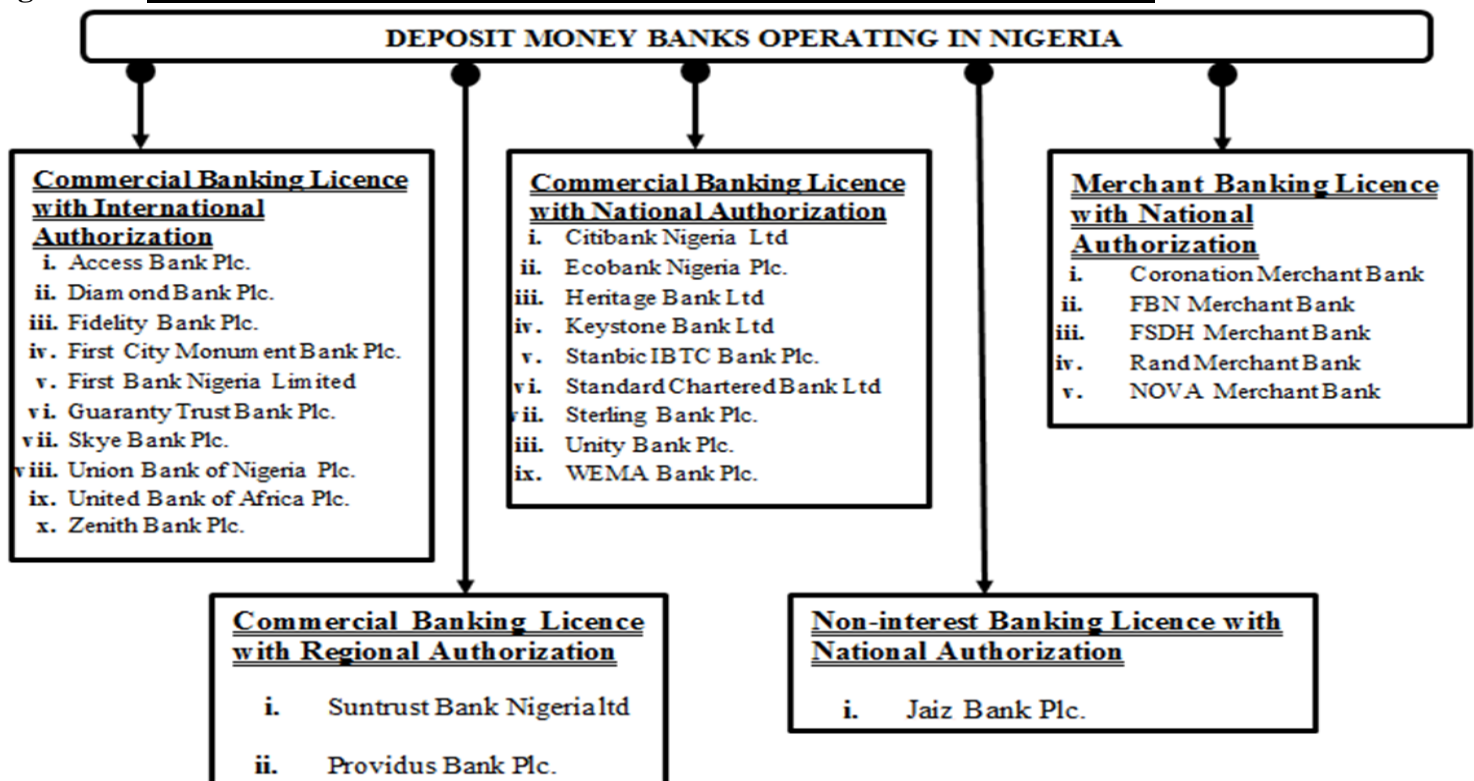 DEPOSIT MONEY BANKS OPERATING IN NIGERIA
Commercial Banking Licence
with International
Authorization
i. Access Bank Plc.
ii. Diamond Bank Plc.
iii. Fidelity Bank Plc.
iv. First City Monument Bank Plc.
v. First Bank Nigeria Limited
vi. Guaranty Trust Bank Plc.
vii. Skye Bank Plc.
viii. Union Bank of Nigeria Plc.
ix. United Bank of Africa Plc.
x. Zenith Bank Plc.
Commercial Banking Licence
with National Authorization
i. Citibank Nigeria Ltd
ii. Ecobank Nigeria Plc.
iii. Heritage Bank Ltd
iv. Keystone Bank Ltd
v. Stanbic IBTC Bank Plc.
vi. Standard Chartered Bank Ltd
vii. Sterling Bank Plc.
iii. Unity Bank Plc.
ix. WEMA Bank Plc.
Merchant Banking Licence
with National
Authorization
i. Coronation Merchant Bank
ii. FBN Merchant Bank
iii. FSDH Merchant Bank
iv. Rand Merchant Bank
v. NOVA Merchant Bank
Commercial Banking Licence
with Regional Authorization
i. Suntrust Bank Nigeria ltd
ii. Providus Bank Plc.
Non-interest Banking Licence with
National Authorization
i. Jaiz Bank Plc.